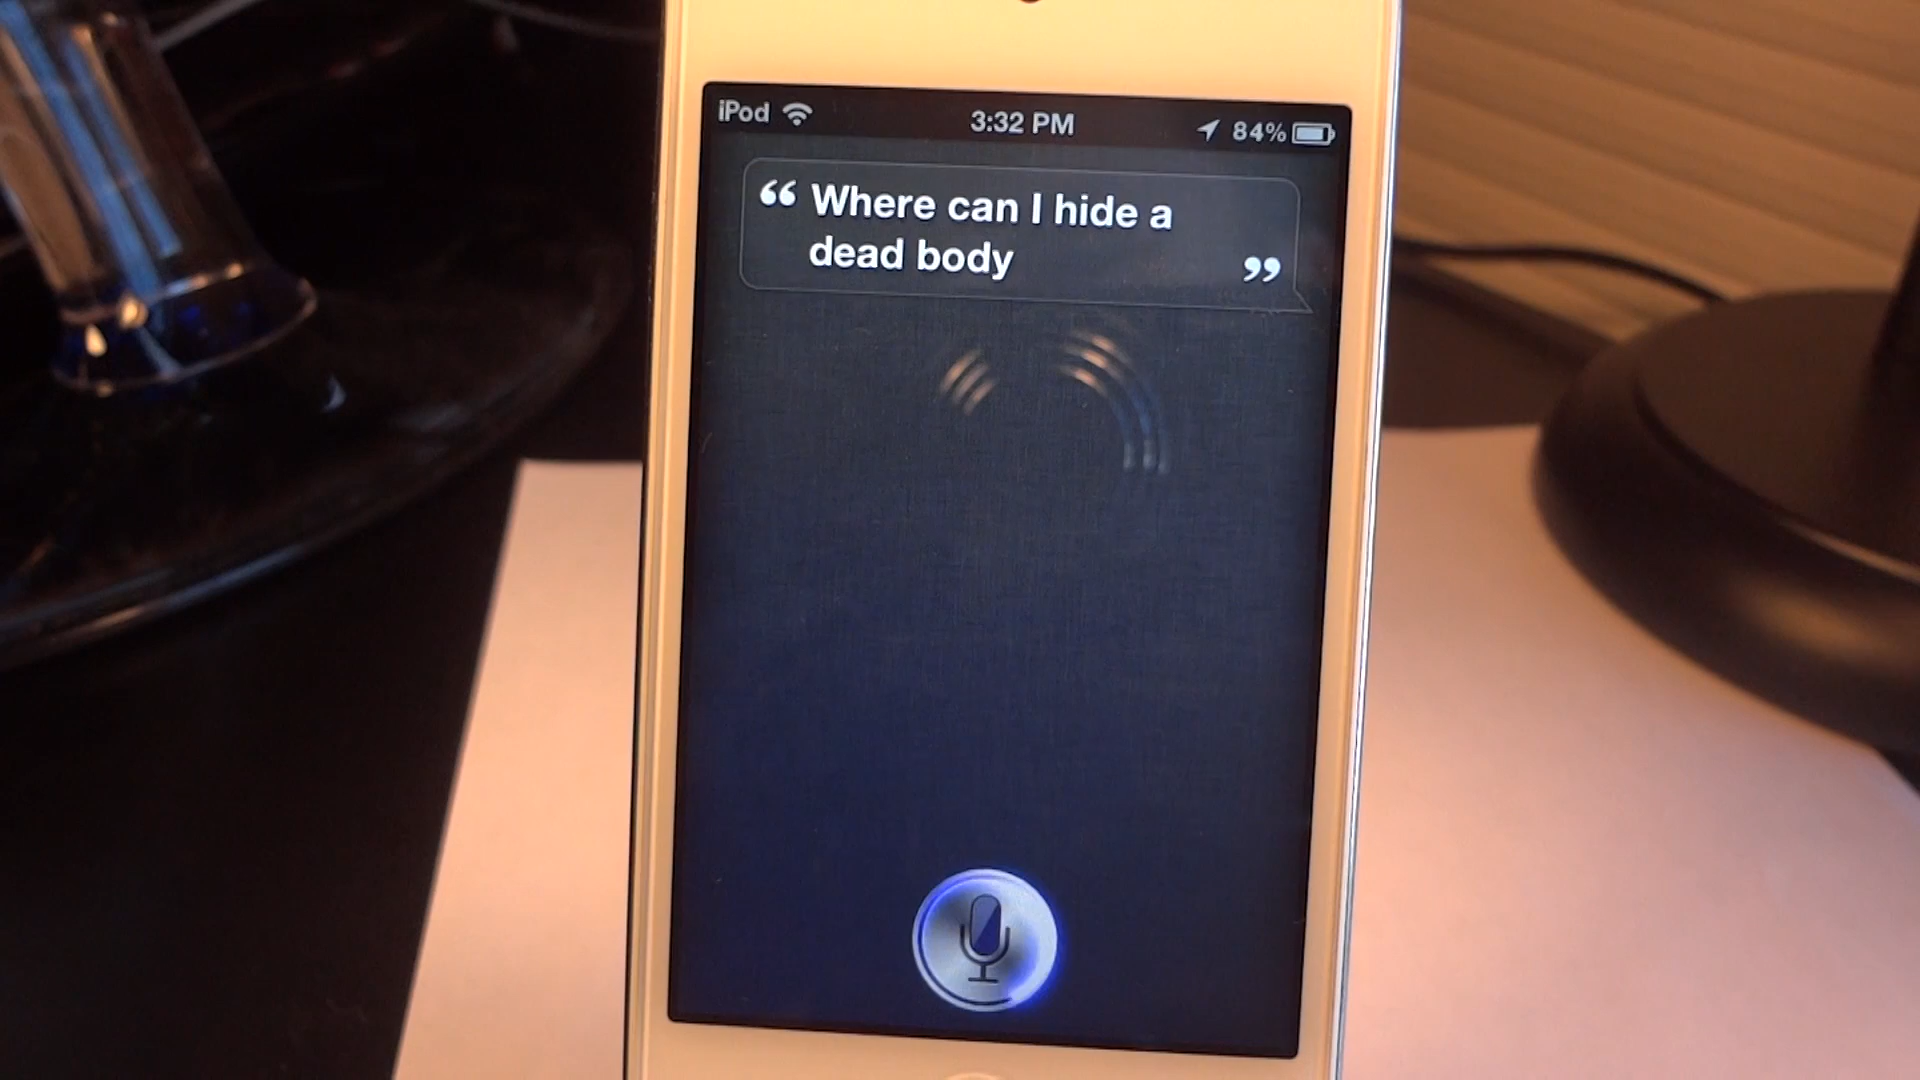 iPod 3:32 PM 84%
“ Where can I hide a
dead body ”